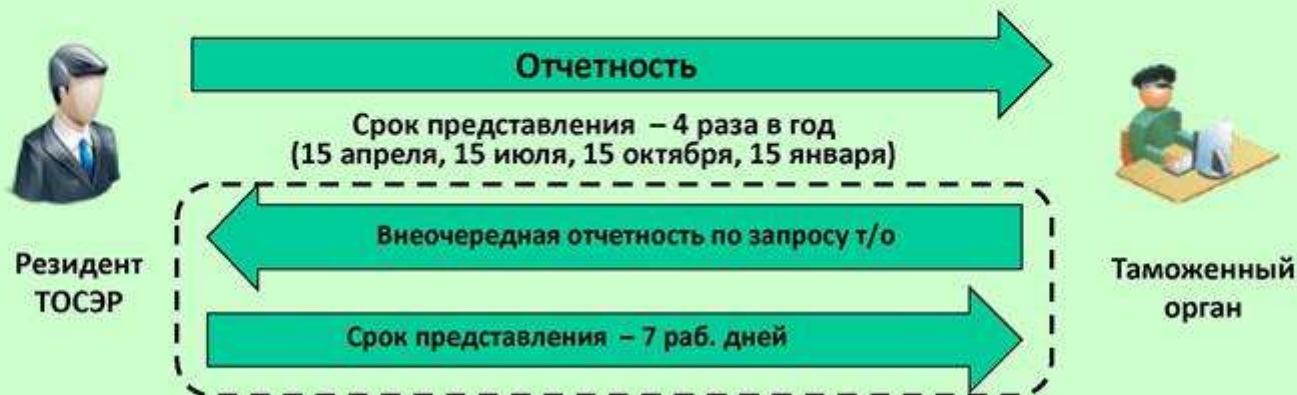 Отчетность
Срок представления – 4 раза в год
(15 апреля, 15 июля, 15 октября, 15 января)
Внеочередная отчетность по запросу т/о
Срок представления – 7 раб. дней
Резидент
ТОСЭР
Таможенный
орган